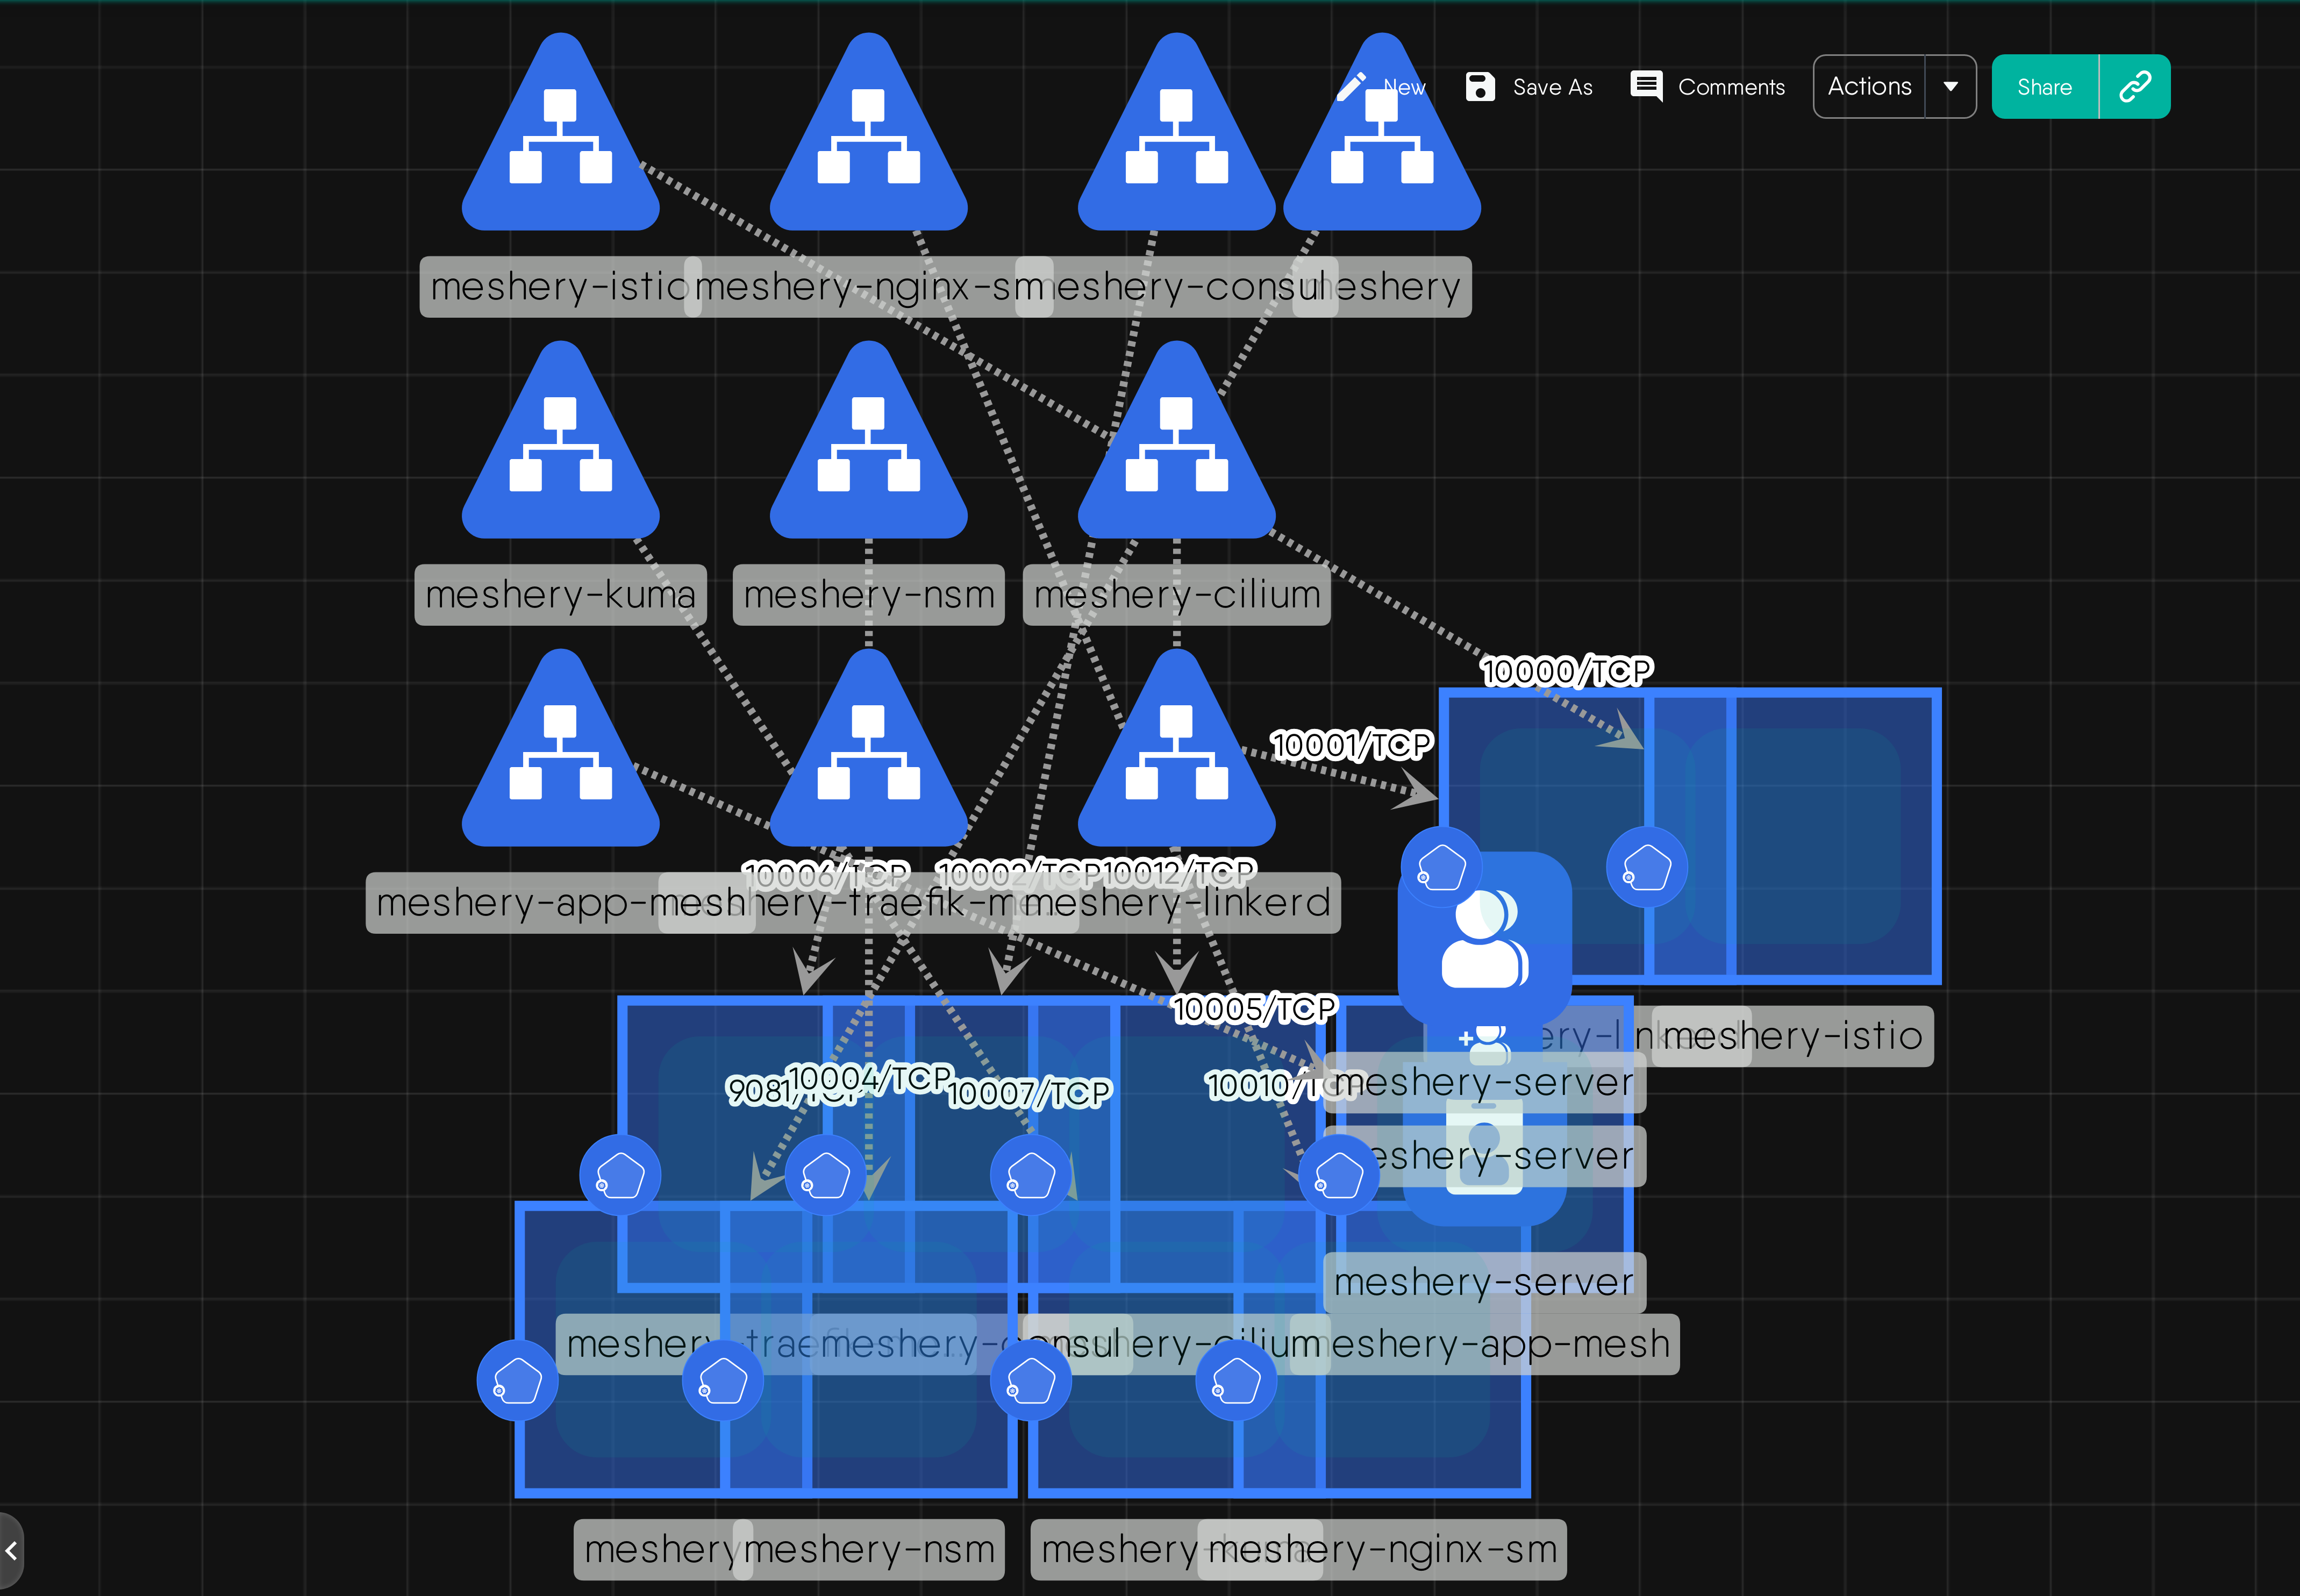 New
Save As
Comments
Actions
Share
meshery-istio
meshery-nginx-sm
meshery-consul
meshery
meshery-kuma
meshery-nsm
meshery-cilium
10000/TCP
10001/TCP
10006/TCP
10002/TCP
10012/TCP
meshery-app-mesh
meshery-traefik-me...
meshery-linkerd
10005/TCP
meshery-istio
meshery-server
9081/TCP
10004/TCP
10007/TCP
10010/TCP
meshery-server
meshery-server
meshery-consul
meshery-cilium
meshery-app-mesh
meshery
meshery-nsm
meshery-kuma
meshery-nginx-sm